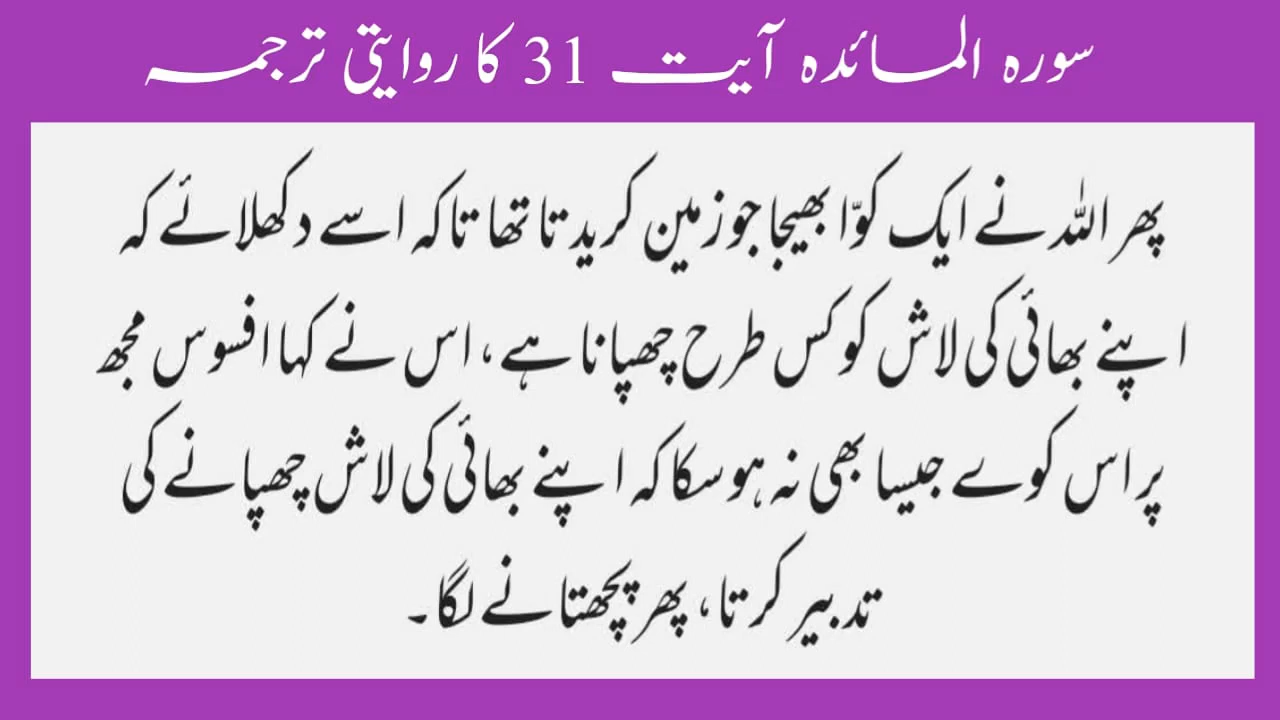 سورہ المائدہ آیت 31 کا روایتی ترجمہ
پھر اللہ نے ایک کوّا بھیجا جو زمین کریدتا تھا تاکہ اسے دکھلائے کہ
اپنے بھائی کی لاش کو کس طرح چھپانا ہے، اس نے کہا افسوس مجھ
پر اس کوے جیسا بھی نہ ہو سکا کہ اپنے بھائی کی لاش چھپانے کی
تدبیر کرتا، پھر پچھتانے لگا۔